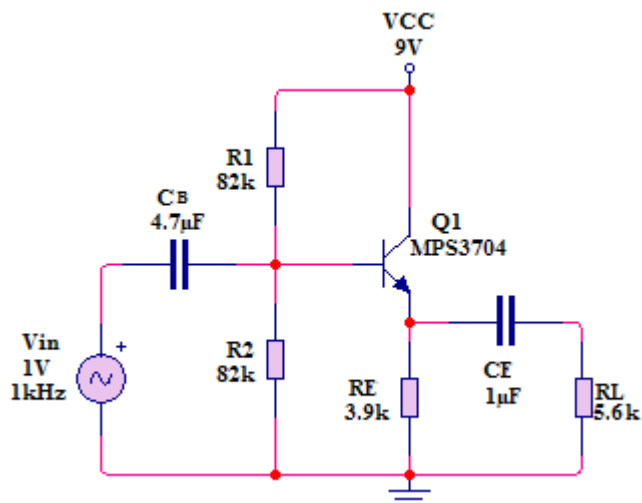 VCC
9V
R1
82k
CB
4.7µF
Q1
MPS3704
Vin
1V
1kHz
+
R2
82k
RE
3.9k
CE
1µF
RL
5.6k